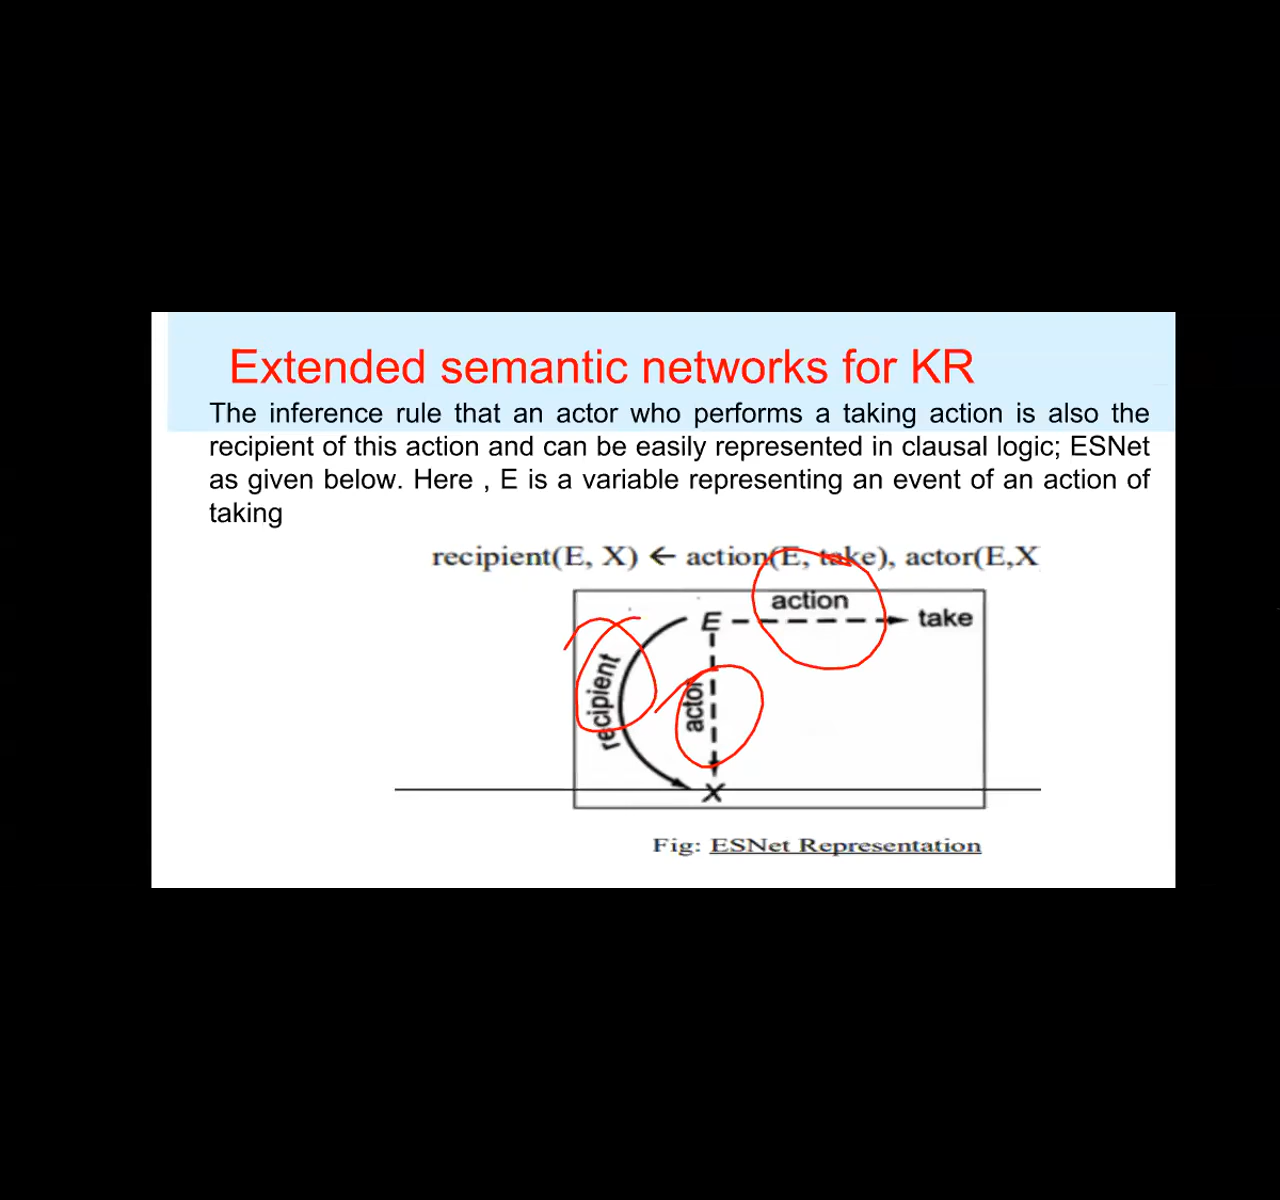 Extended semantic networks for KR
The inference rule that an actor who performs a taking action is also the
recipient of this action and can be easily represented in clausal logic; ESNet
as given below. Here , E is a variable representing an event of an action of
taking
recipient(E, X) ← action(E, take), actor(E,X
action
E take
recipient
actor
X
Fig: ESNet Representation